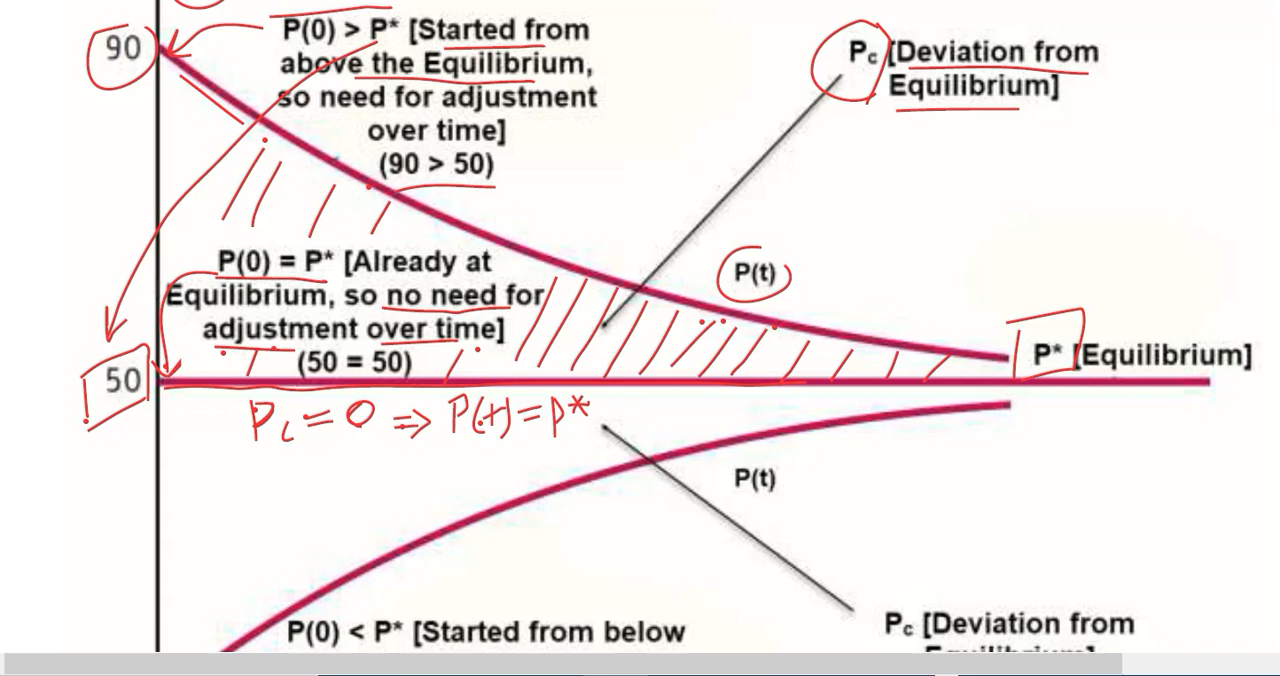 90
P(0) > P* [Started from
above the Equilibrium,
so need for adjustment
over time]
(90 > 50)
Pc [Deviation from
Equilibrium]
P(t)
P(0) = P* [Already at
Equilibrium, so no need for
adjustment over time]
(50 = 50)
P* [Equilibrium]
50
Pc = 0 ⇒ P(t) = P*
P(t)
P(0) < P* [Started from below
Pc [Deviation from
Equilibrium]